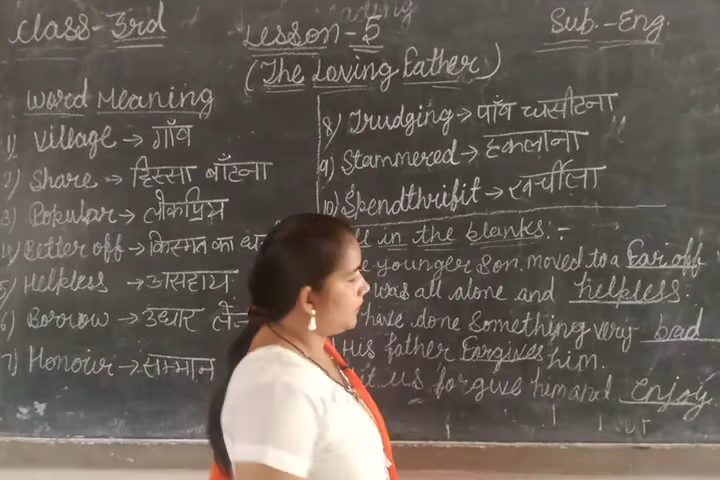 Class-3rd
Lesson-5
Sub.-Eng.
(The Loving Father)
Word Meaning
1) Village → गाँव
2) Share → हिस्सा बाँटना
3) Popular → लोकप्रिय
4) Better off → किस्मत का
5) Helpless → असहाय
6) Borrow → उधार
7) Honour → सम्मान
8) Trudging → पाँव घसीटना
9) Stammered → हकलाना
10) Spendthrift → खर्चीला
in the blanks:-
younger son moved to a Far off
was all alone and helpless.
have done something very bad
His father Forgives him.
us forgive him and enjoy